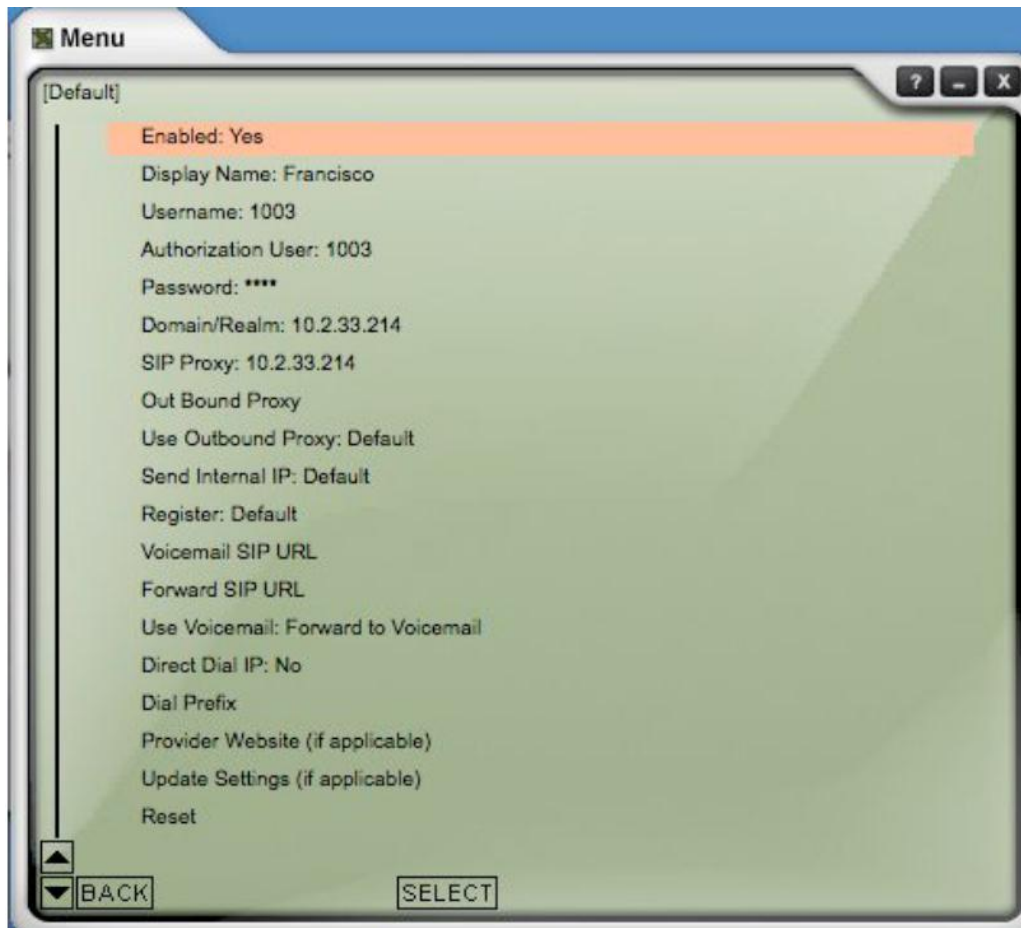 Menu
? - X
[Default]
Enabled: Yes
Display Name: Francisco
Username: 1003
Authorization User: 1003
Password: ****
Domain/Realm: 10.2.33.214
SIP Proxy: 10.2.33.214
Out Bound Proxy
Use Outbound Proxy: Default
Send Internal IP: Default
Register: Default
Voicemail SIP URL
Forward SIP URL
Use Voicemail: Forward to Voicemail
Direct Dial IP: No
Dial Prefix
Provider Website (if applicable)
Update Settings (if applicable)
Reset
BACK
SELECT